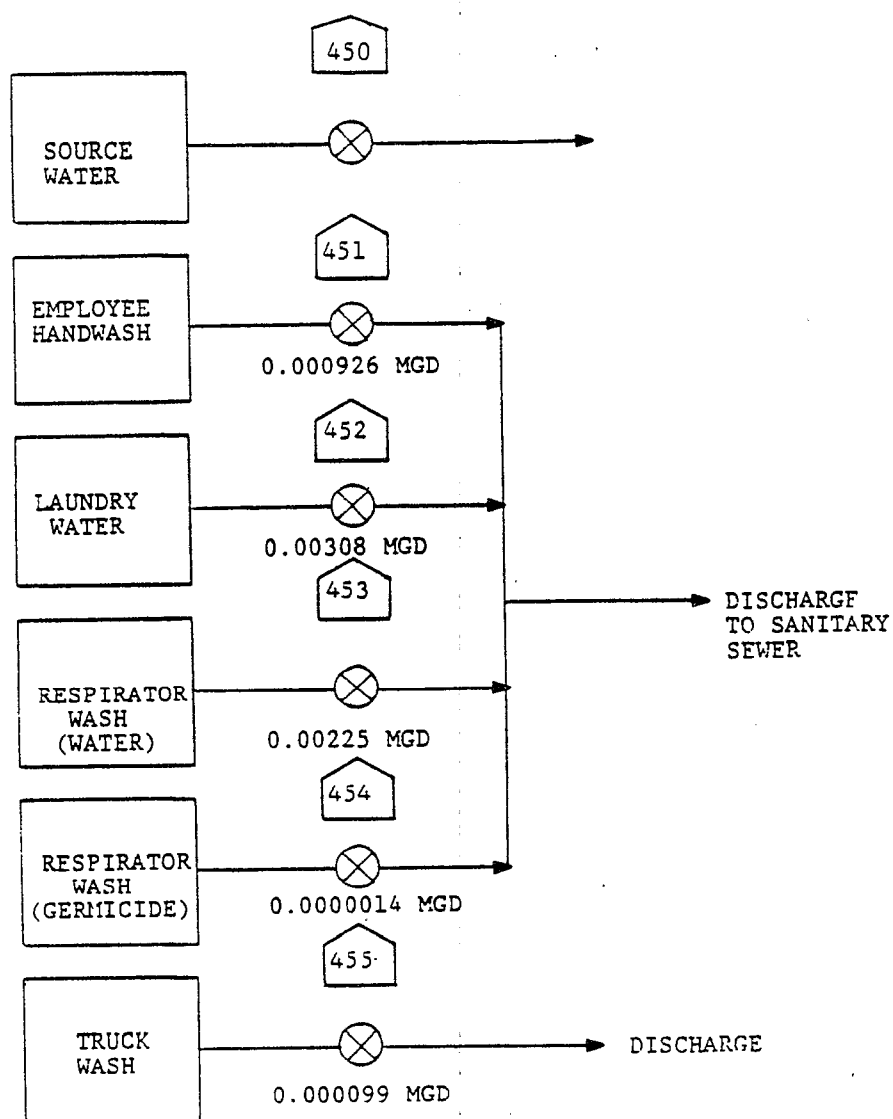 450
SOURCE
WATER
451
EMPLOYEE
HANDWASH
0.000926 MGD
452
LAUNDRY
WATER
0.00308 MGD
453
DISCHARGF
TO SANITARY
SEWER
RESPIRATOR
WASH
(WATER)
0.00225 MGD
454
RESPIRATOR
WASH
(GERMICIDE)
0.0000014 MGD
455
TRUCK
WASH
DISCHARGE
0.000099 MGD